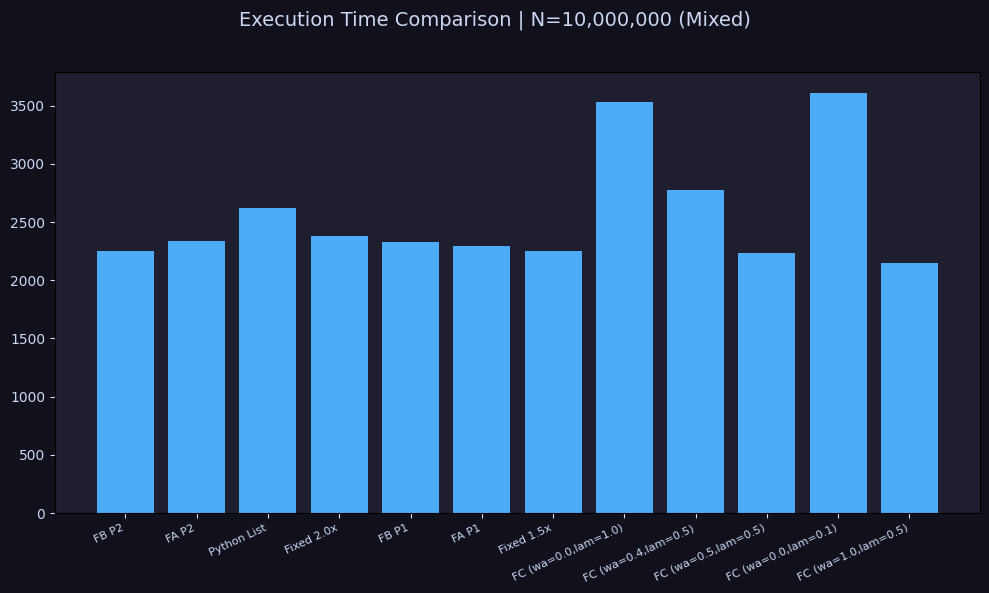 Execution Time Comparison | N=10,000,000 (Mixed)
3500
3000
2500
2000
1500
1000
500
0
FB P2
FA P2
Python List
Fixed 2.0x
FB P1
FA P1
Fixed 1.5x
FC (wa=0.0,lam=1.0)
FC (wa=0.4,lam=0.5)
FC (wa=0.5,lam=0.5)
FC (wa=0.0,lam=0.1)
FC (wa=1.0,lam=0.5)